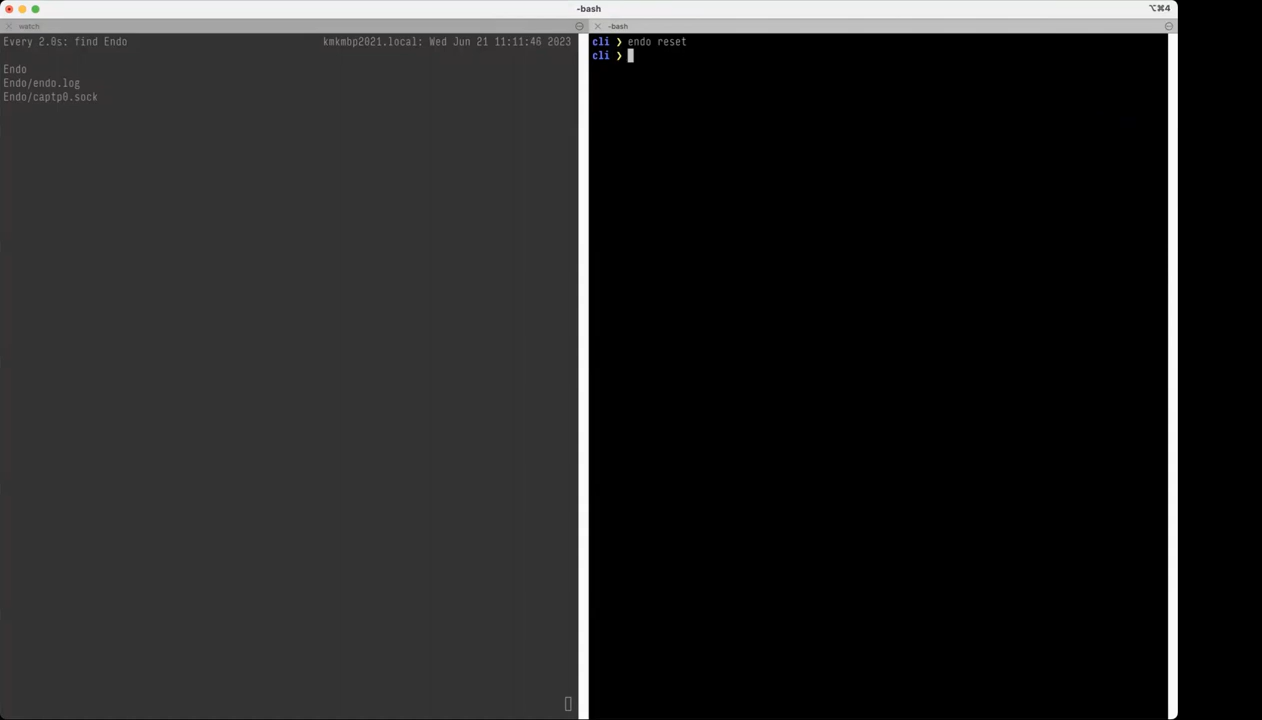 -bash
⌥⌘4
watch
-bash
Every 2.0s: find Endo
kmkmbp2021.local: Wed Jun 21 11:11:46 2023
Endo
Endo/endo.log
Endo/captp0.sock
cli ❯ endo reset
cli ❯